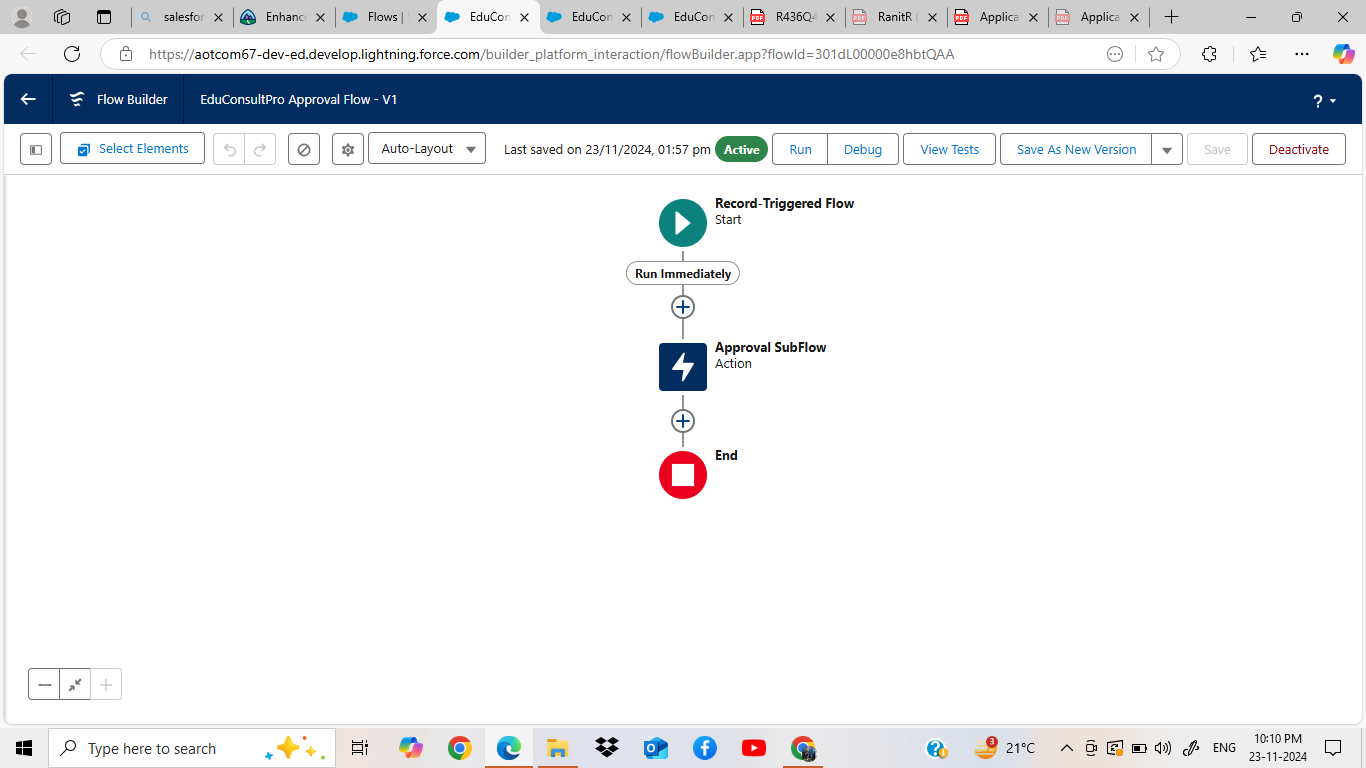 salesfor
Enhance
Flows | S
EduCon
EduCon
EduCon
R436Q4
RanitR (
Applica
Applica
https://aotcom67-dev-ed.develop.lightning.force.com/builder_platform_interaction/flowBuilder.app?flowId=301dL00000e8hbtQAA
Flow Builder
EduConsultPro Approval Flow - V1
?
Select Elements
Auto-Layout
Last saved on 23/11/2024, 01:57 pm
Active
Run
Debug
View Tests
Save As New Version
Save
Deactivate
Record-Triggered Flow
Start
Run Immediately
Approval SubFlow
Action
End
Type here to search
3
21°C
ENG
10:10 PM
23-11-2024